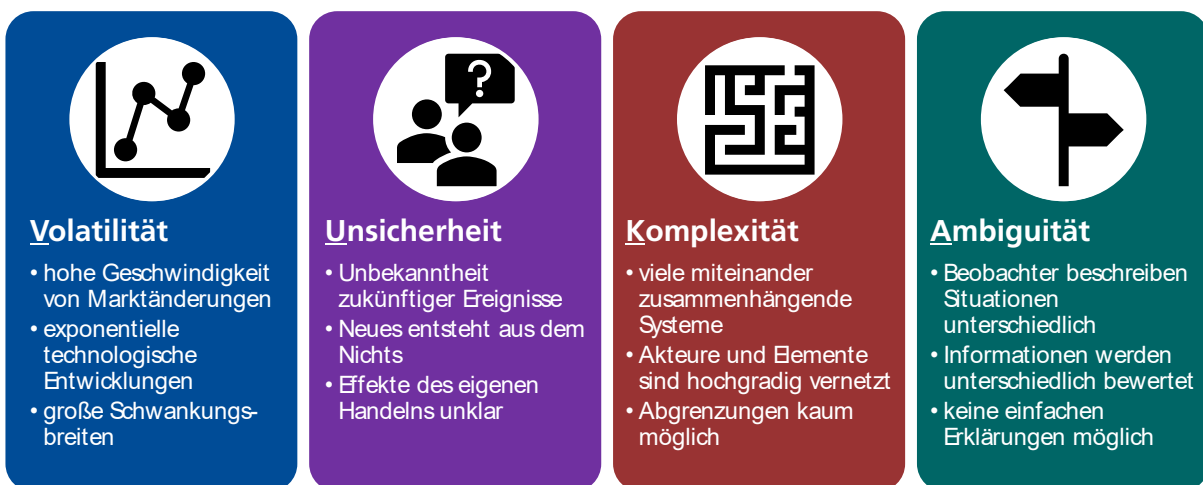 ?
Volatilität
• hohe Geschwindigkeit
von Marktänderungen
• exponentielle
technologische
Entwicklungen
• große Schwankungs-
breiten
Unsicherheit
• Unbekanntheit
zukünftiger Ereignisse
• Neues entsteht aus dem
Nichts
• Effekte des eigenen
Handelns unklar
Komplexität
• viele miteinander
zusammenhängende
Systeme
• Akteure und Elemente
sind hochgradig vernetzt
• Abgrenzungen kaum
möglich
Ambiguität
• Beobachter beschreiben
Situationen
unterschiedlich
• Informationen werden
unterschiedlich bewertet
• keine einfachen
Erklärungen möglich